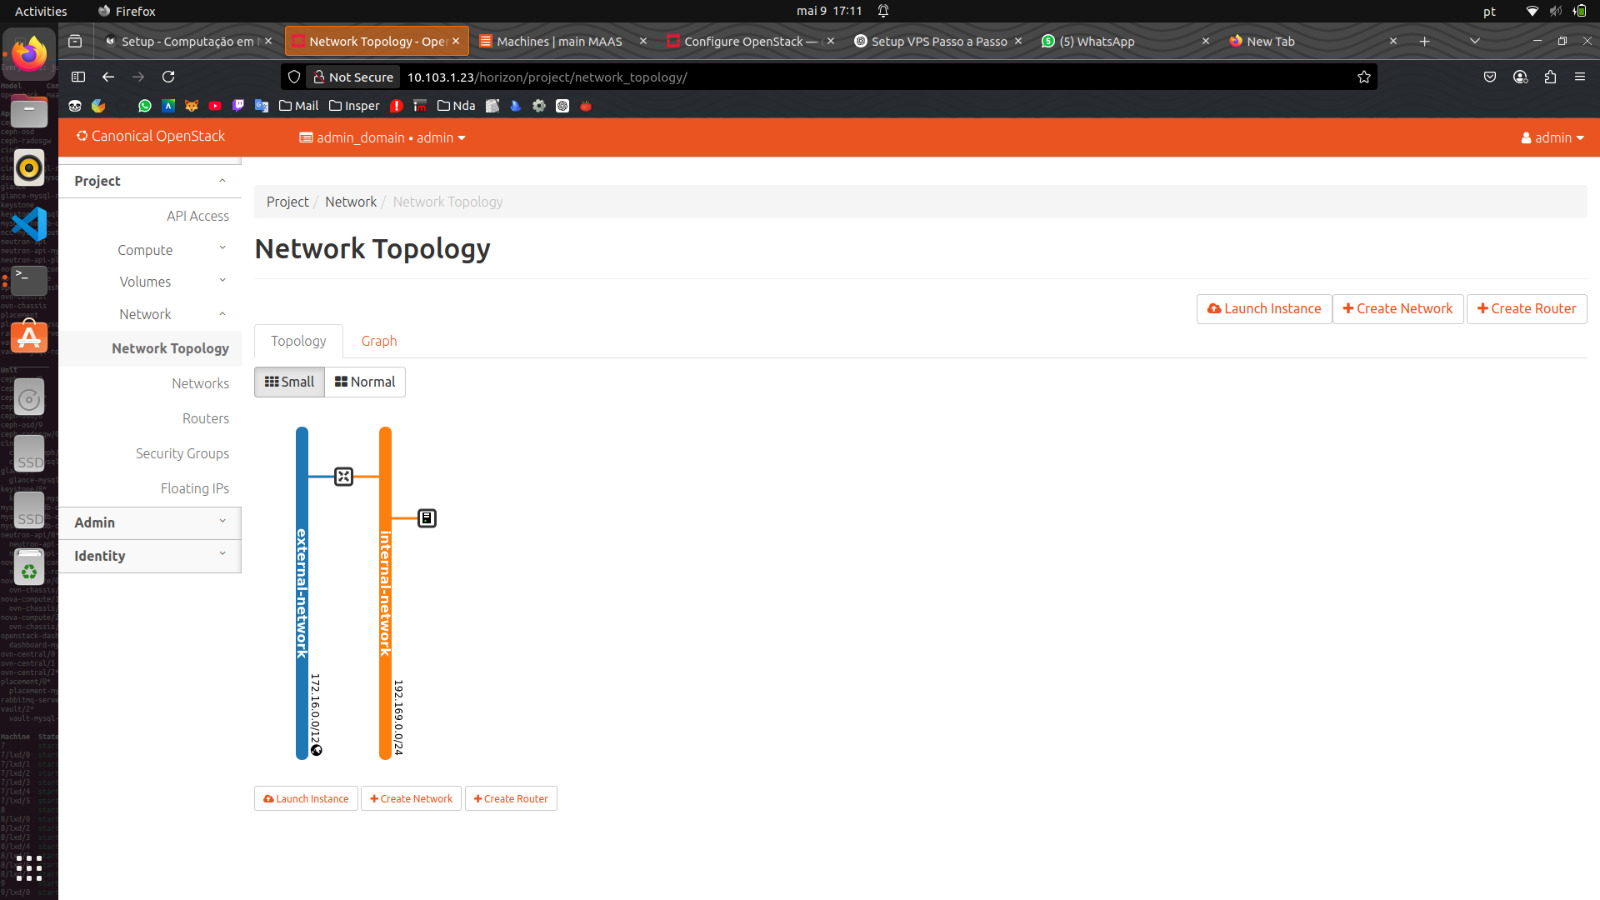 Activities
Firefox
mai 9 17:11
pt
Setup - Computação em
Network Topology - Ope
Machines | main MAAS
Configure OpenStack —
Setup VPS Passo a Passo
(5) WhatsApp
New Tab
Not Secure
10.103.1.23/horizon/project/network_topology/
Mail
Insper
Nda
Canonical OpenStack
admin_domain • admin
admin
Project
API Access
Compute
Volumes
Network
Network Topology
Networks
Routers
Security Groups
Floating IPs
Admin
Identity
Project / Network / Network Topology
Network Topology
Launch Instance
Create Network
Create Router
Topology
Graph
Small
Normal
external-network
172.16.0.0/12
internal-network
192.169.0.0/24
Launch Instance
Create Network
Create Router
SSD
SSD